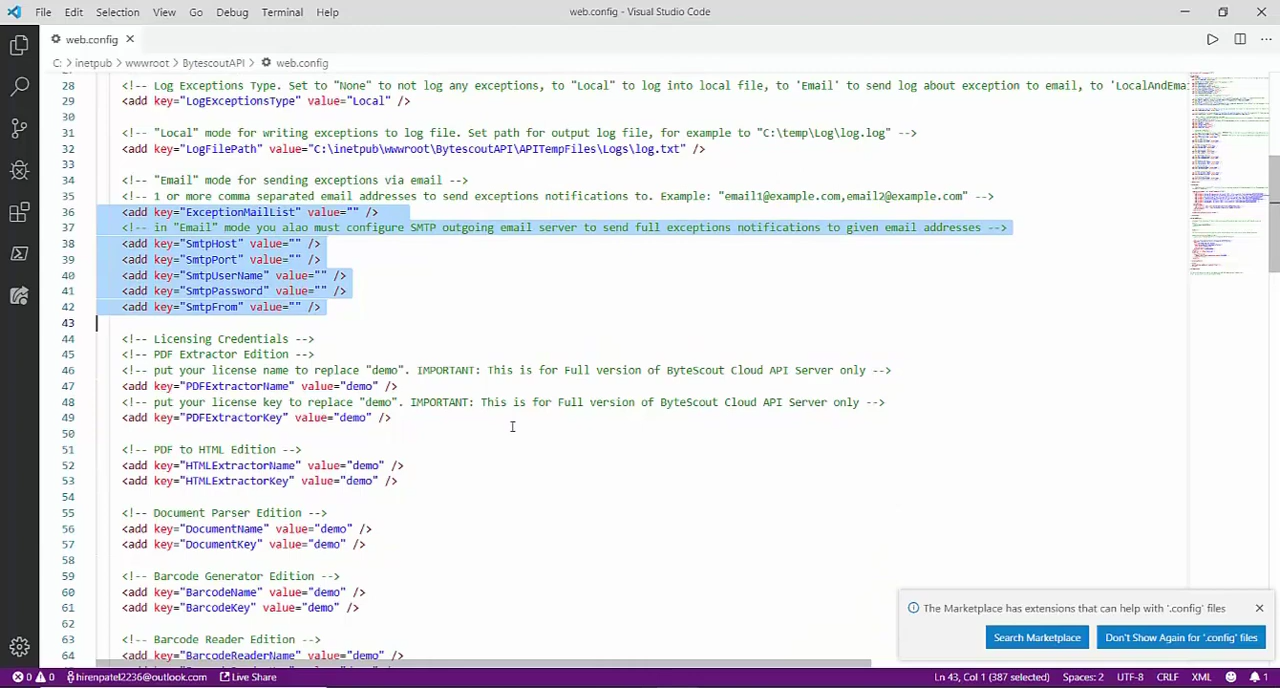 File Edit Selection View Go Debug Terminal Help
web.config - Visual Studio Code
web.config
C: > inetpub > wwwroot > BytescoutAPI > web.config
28 <!-- Log Exceptions Type. Set to "None" to not log any exceptions, to "Local" to log into local file, to 'Email' to send log about exception to email, to 'LocalAndEma
29 <add key="LogExceptionsType" value="Local" />
30
31 <!-- "Local" mode for writing exceptions to log file. Set path for output log file, for example to "C:\temp\Log\log.log" -->
32 <add key="LogFilePath" value="C:\inetpub\wwwroot\BytescoutAPI\APITempFiles\Logs\log.txt" />
33
34 <!-- "Email" mode for sending exceptions via email -->
35 <!-- 1 or more comma separated email addresses to send exceptions notifications to. Example: "email1@example.com,email2@example.com" -->
36 <add key="ExceptionMailList" value="" />
37 <!-- in "Email" mode you alao must configure SMTP outgoing mail server to send full exceptions notifications to given email addresses -->
38 <add key="SmtpHost" value="" />
39 <add key="SmtpPort" value="" />
40 <add key="SmtpUserName" value="" />
41 <add key="SmtpPassword" value="" />
42 <add key="SmtpFrom" value="" />
43
44 <!-- Licensing Credentials -->
45 <!-- PDF Extractor Edition -->
46 <!-- put your license name to replace "demo". IMPORTANT: This is for Full version of ByteScout Cloud API Server only -->
47 <add key="PDFExtractorName" value="demo" />
48 <!-- put your license key to replace "demo". IMPORTANT: This is for Full version of ByteScout Cloud API Server only -->
49 <add key="PDFExtractorKey" value="demo" />
50
51 <!-- PDF to HTML Edition -->
52 <add key="HTMLExtractorName" value="demo" />
53 <add key="HTMLExtractorKey" value="demo" />
54
55 <!-- Document Parser Edition -->
56 <add key="DocumentName" value="demo" />
57 <add key="DocumentKey" value="demo" />
58
59 <!-- Barcode Generator Edition -->
60 <add key="BarcodeName" value="demo" />
61 <add key="BarcodeKey" value="demo" />
62
63 <!-- Barcode Reader Edition -->
64 <add key="BarcodeReaderName" value="demo" />
The Marketplace has extensions that can help with '.config' files
Search Marketplace
Don't Show Again for '.config' files
0 0 hirenpatel2236@outlook.com Live Share
Ln 43, Col 1 (387 selected) Spaces: 2 UTF-8 CRLF XML 1